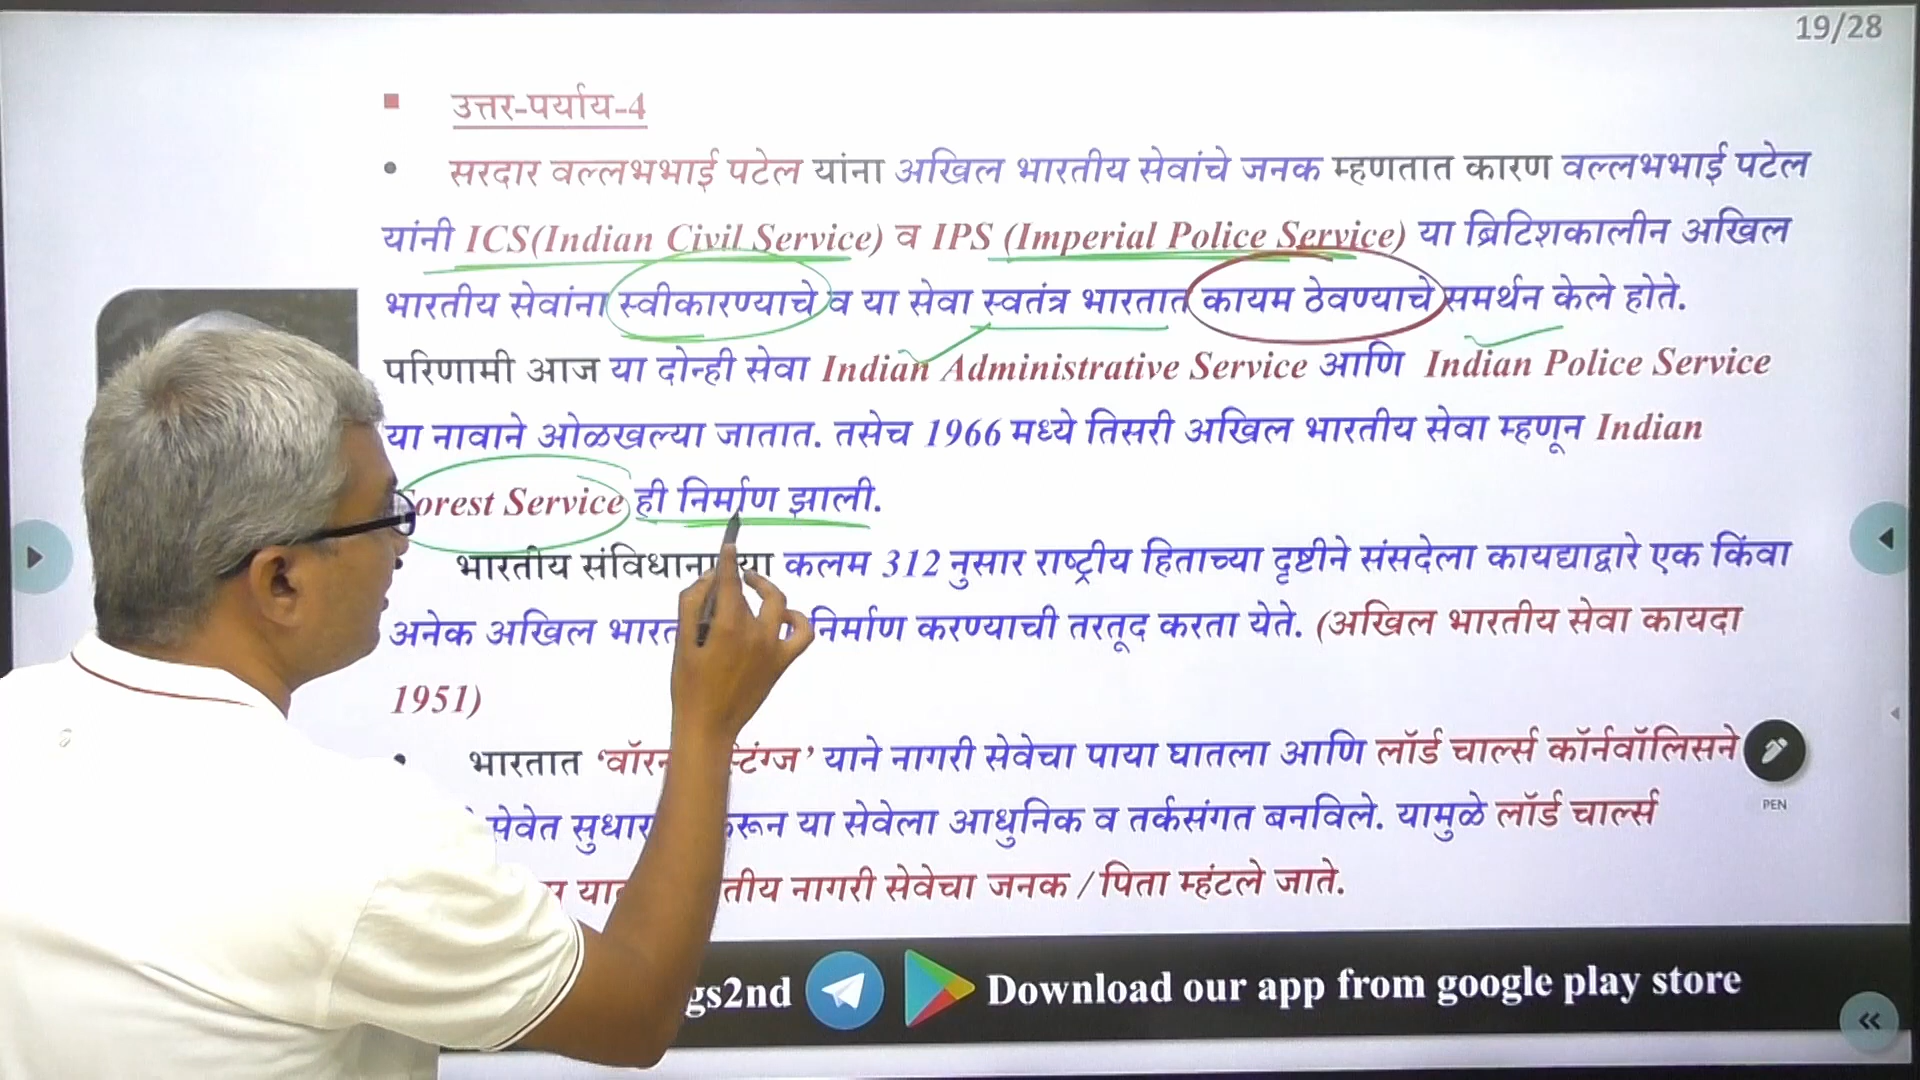 19/28
उत्तर-पर्याय-4
सरदार वल्लभभाई पटेल यांना अखिल भारतीय सेवांचे जनक म्हणतात कारण वल्लभभाई पटेल
यांनी ICS(Indian Civil Service) व IPS (Imperial Police Service) या ब्रिटिशकालीन अखिल
भारतीय सेवांना स्वीकारण्याचे व या सेवा स्वतंत्र भारतात कायम ठेवण्याचे समर्थन केले होते.
परिणामी आज या दोन्ही सेवा Indian Administrative Service आणि Indian Police Service
या नावाने ओळखल्या जातात. तसेच 1966 मध्ये तिसरी अखिल भारतीय सेवा म्हणून Indian
orest Service ही निर्माण झाली.
भारतीय कलम 312 नुसार राष्ट्रीय हिताच्या दृष्टीने संसदेला कायद्याद्वारे एक किंवा
अनेक अखिल निर्माण करण्याची तरतूद करता येते. (अखिल भारतीय सेवा कायदा
1951)
भारतात याने नागरी सेवेचा पाया घातला आणि लॉर्ड चार्ल्स कॉर्नवॉलिसने
सेवेत या सेवेला आधुनिक व तर्कसंगत बनविले. यामुळे लॉर्ड चार्ल्स
तीय नागरी सेवेचा जनक / पिता म्हंटले जाते.
PEN
gs2nd Download our app from google play store